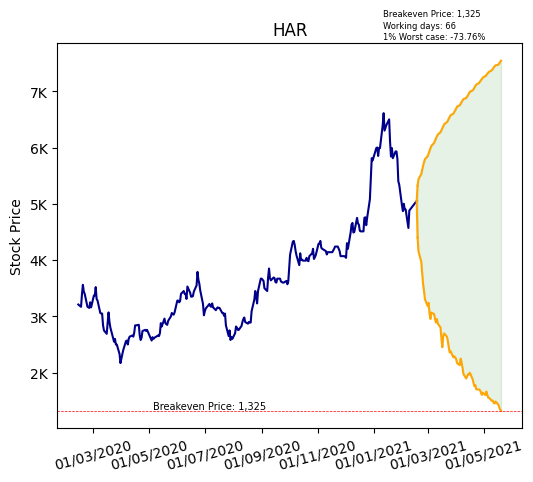 Breakeven Price: 1,325
Working days: 66
1% Worst case: -73.76%
HAR
Stock Price
7K
6K
5K
4K
3K
2K
Breakeven Price: 1,325
01/03/2020 01/05/2020 01/07/2020 01/09/2020 01/11/2020 01/01/2021 01/03/2021 01/05/2021